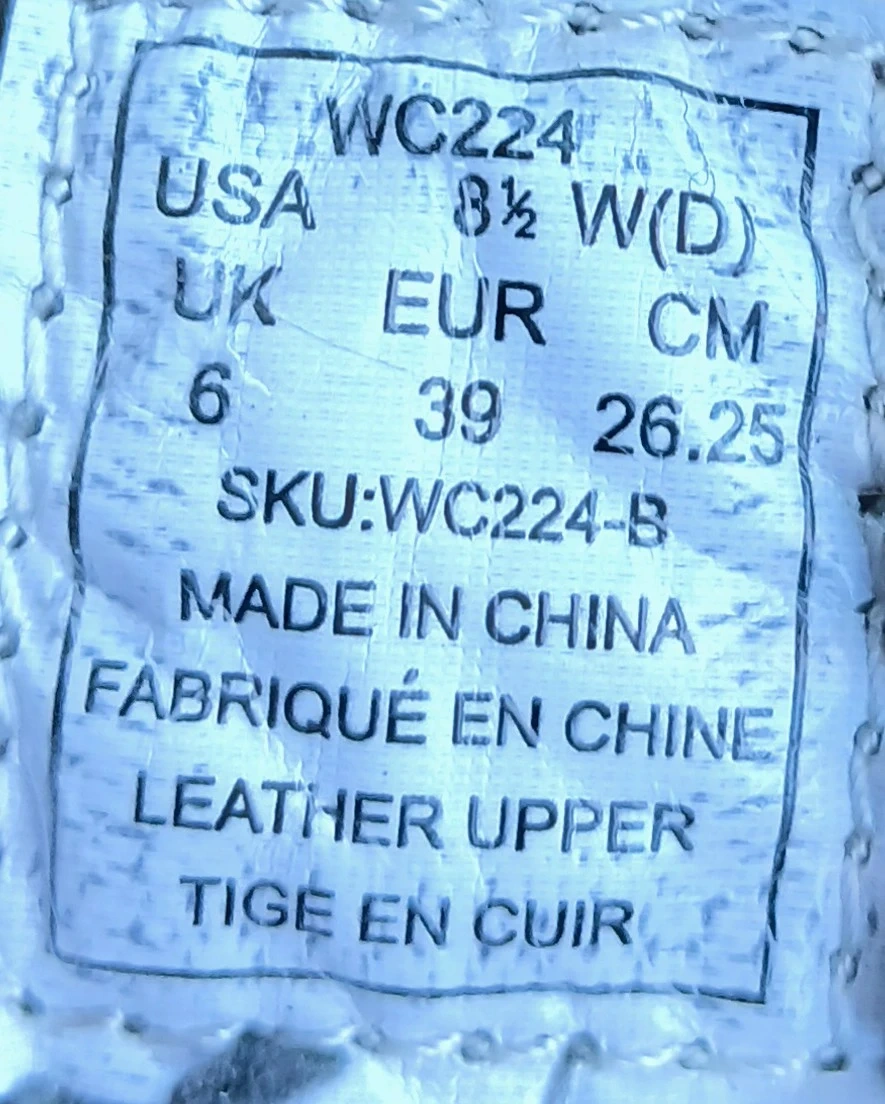 WC224
USA 8½ W(D)
UK EUR CM
6 39 26.25
SKU:WC224-B
MADE IN CHINA
FABRIQUÉ EN CHINE
LEATHER UPPER
TIGE EN CUIR